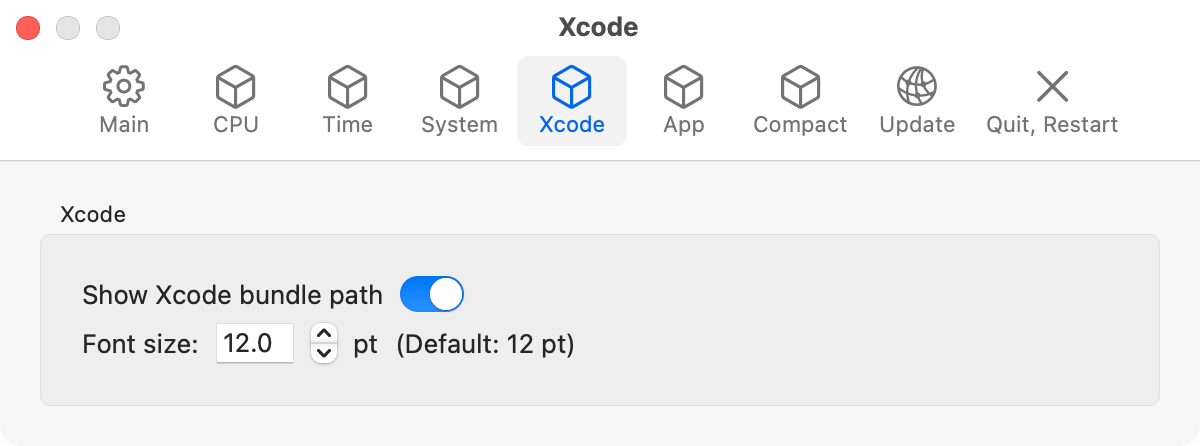 Xcode
Main CPU Time System Xcode App Compact Update Quit, Restart
Xcode
Show Xcode bundle path
Font size: 12.0 pt (Default: 12 pt)